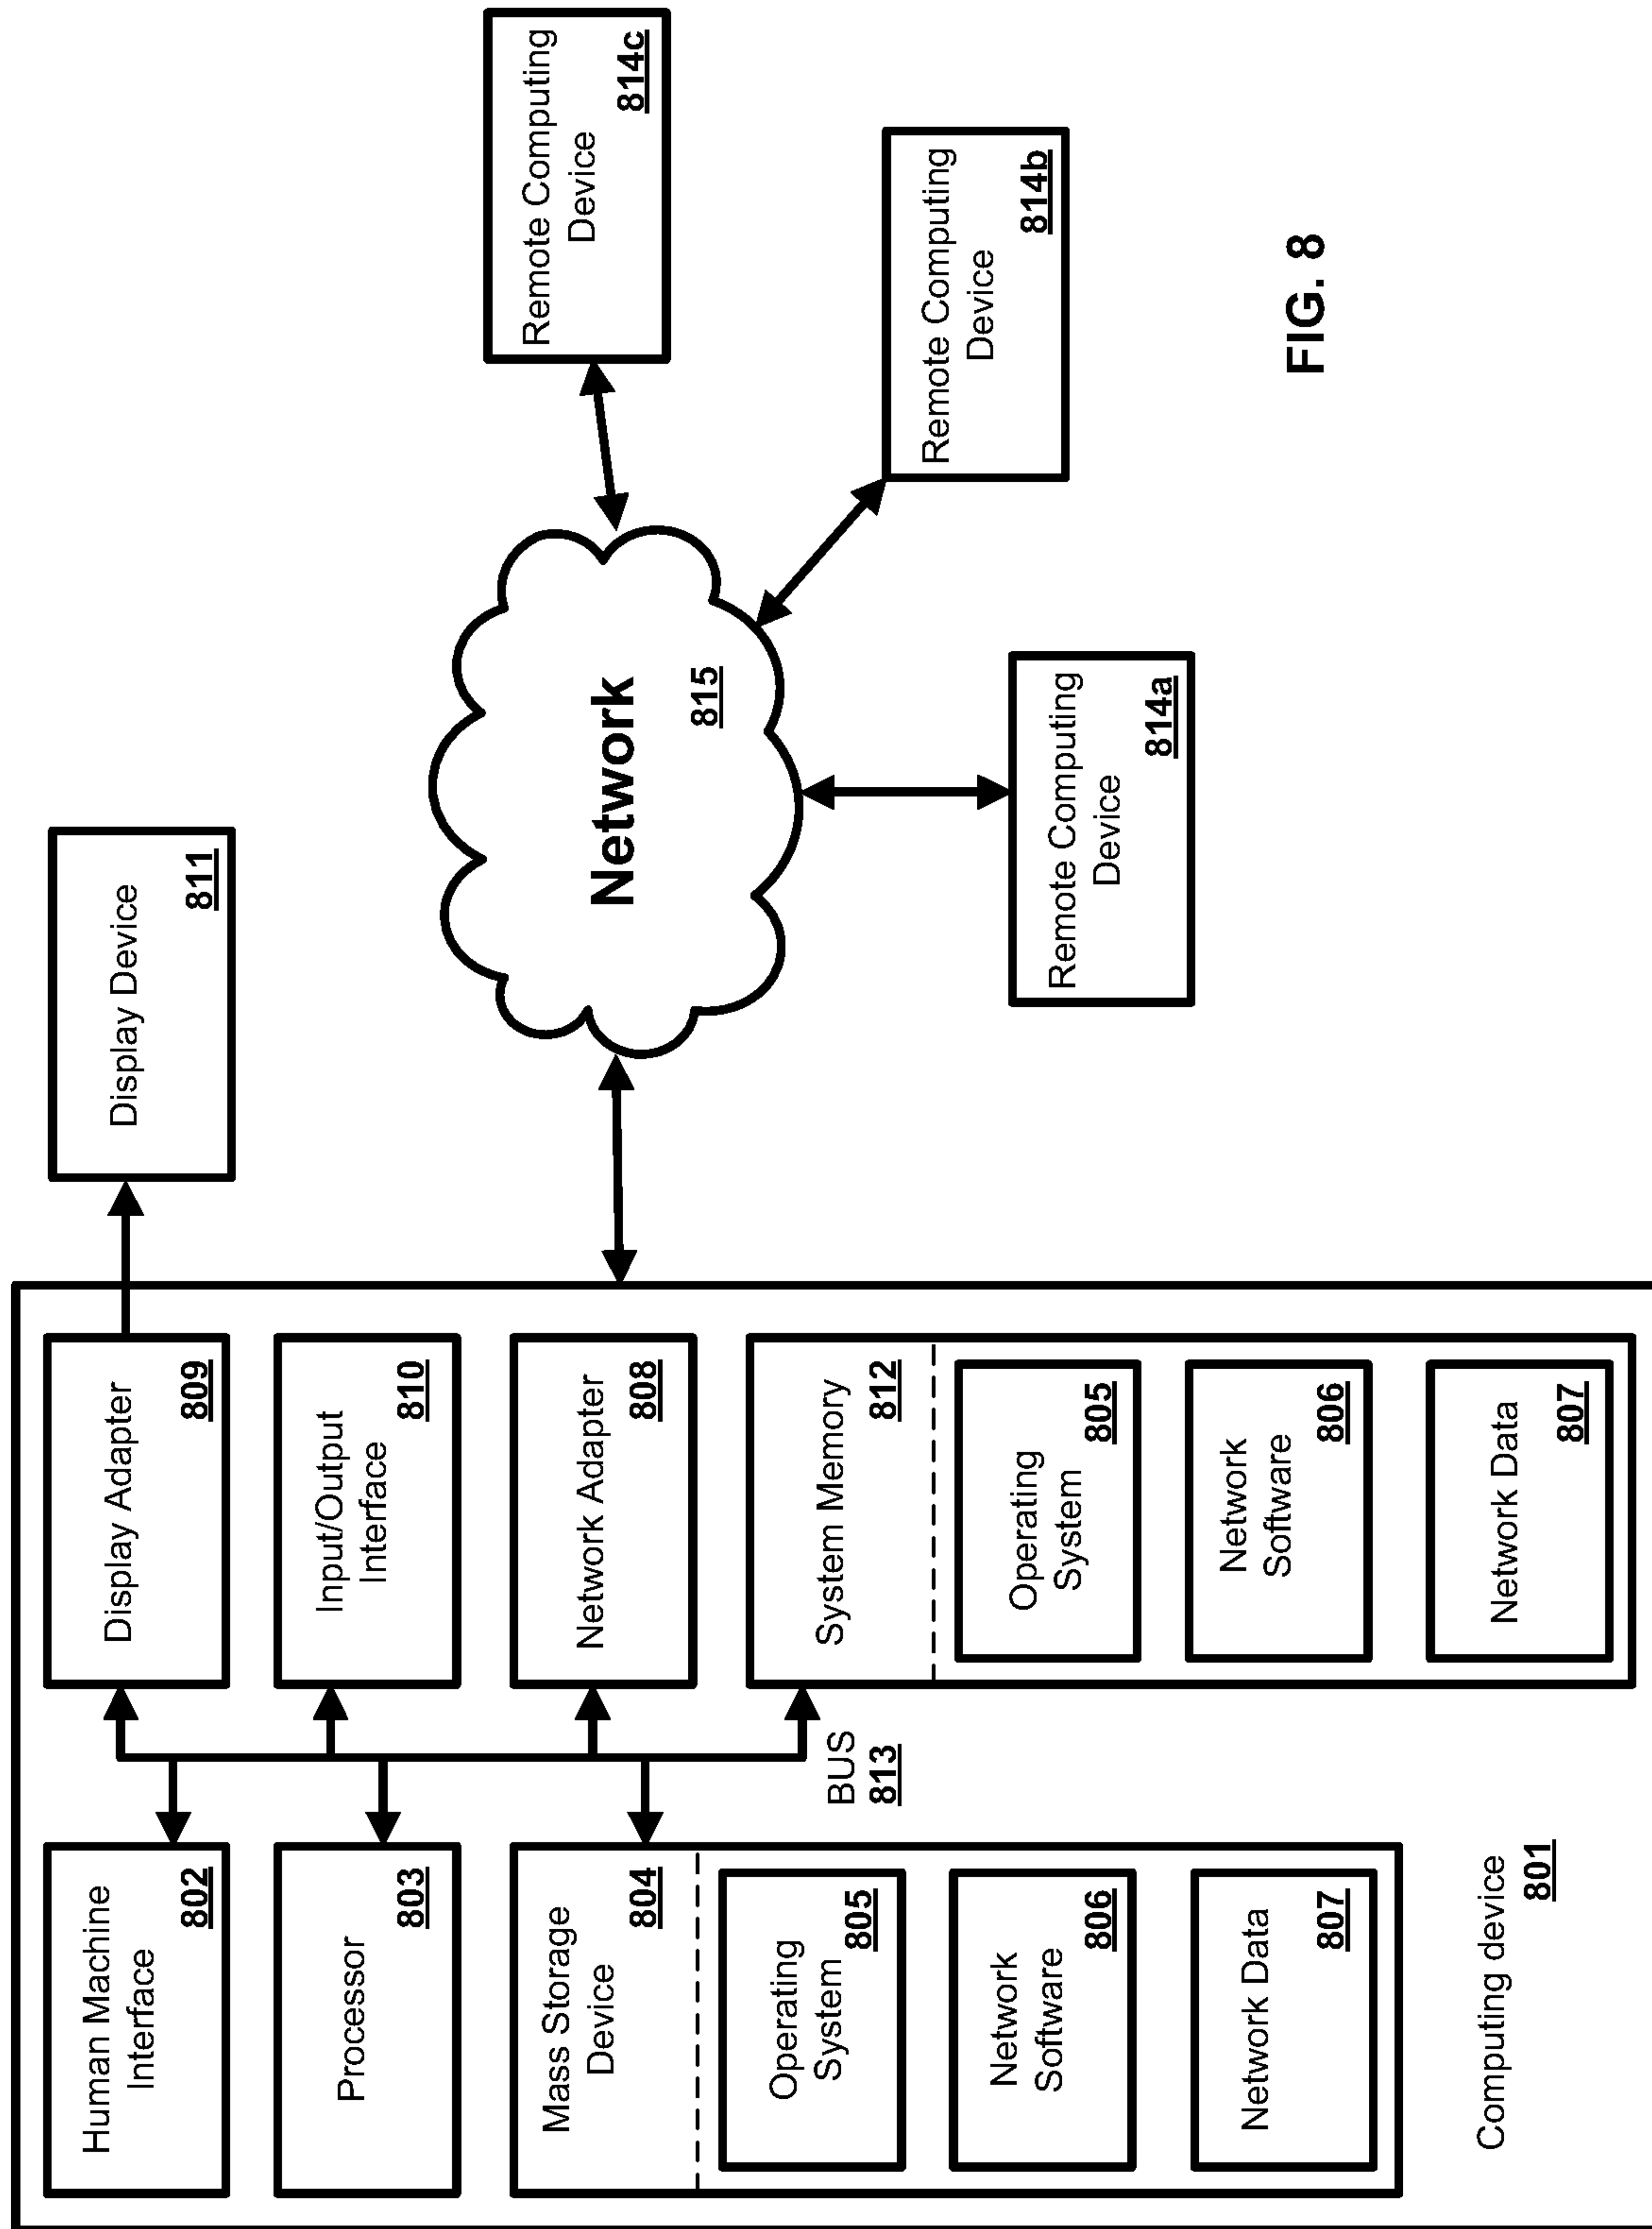 Human Machine
Interface
802
Processor
803
Mass Storage
Device
804
Operating
System
805
Network
Software
806
Network Data
807
Computing device
801
BUS
813
Display Adapter
809
Input/Output
Interface
810
Network Adapter
808
System Memory
812
Operating
System
805
Network
Software
806
Network Data
807
Display Device
811
Network
815
Remote Computing
Device
814a
Remote Computing
Device
814b
Remote Computing
Device
814c
FIG. 8